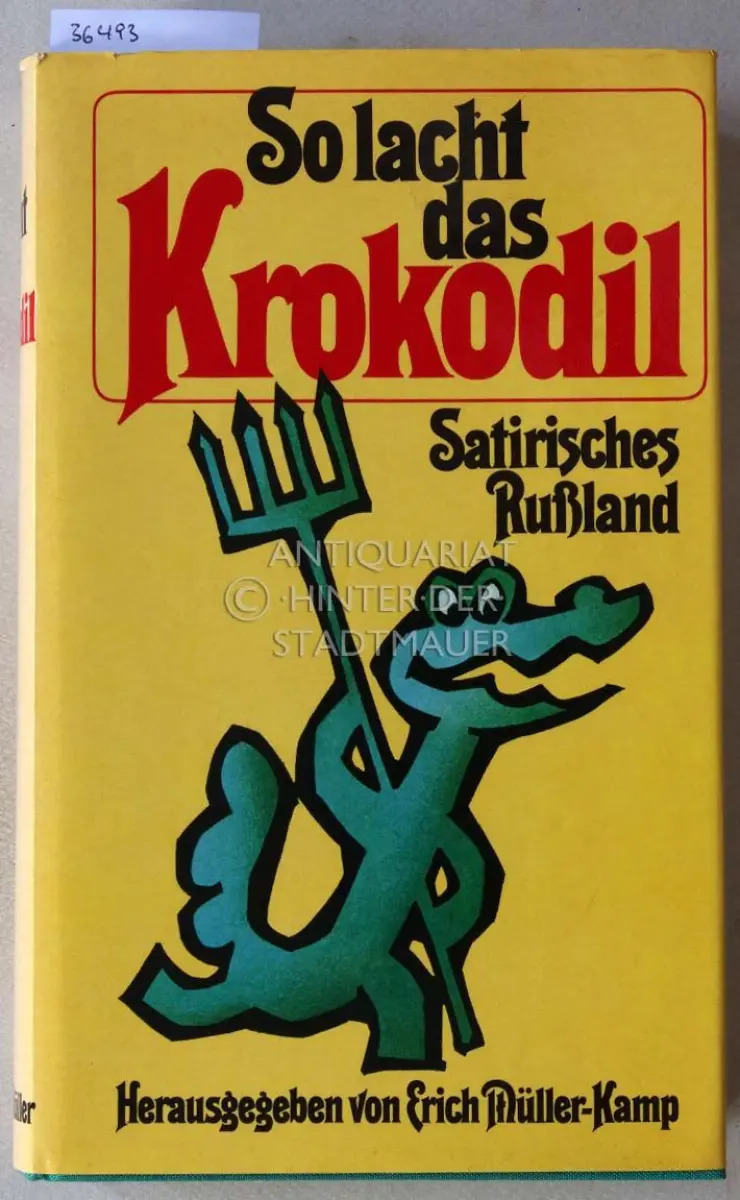 36493
So lacht
das
Krokodil
Satirisches
Rußland
ANTIQUARIAT
©·HINTER·DER·
STADTMAUER
Herausgegeben von Erich Müller-Kamp